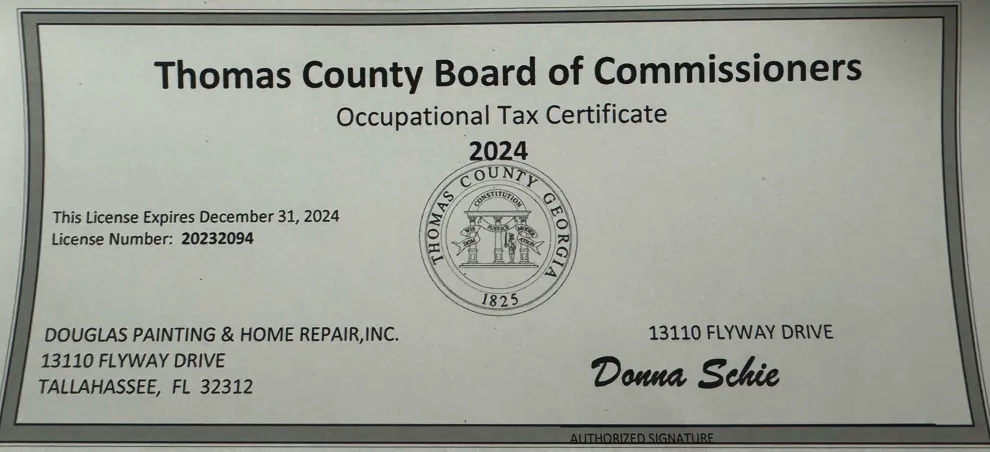 Thomas County Board of Commissioners
Occupational Tax Certificate
2024
THOMAS COUNTY GEORGIA
CONSTITUTION
1825
This License Expires December 31, 2024
License Number: 20232094
DOUGLAS PAINTING & HOME REPAIR,INC.
13110 FLYWAY DRIVE
TALLAHASSEE, FL 32312
13110 FLYWAY DRIVE
Donna Schie
AUTHORIZED SIGNATURE